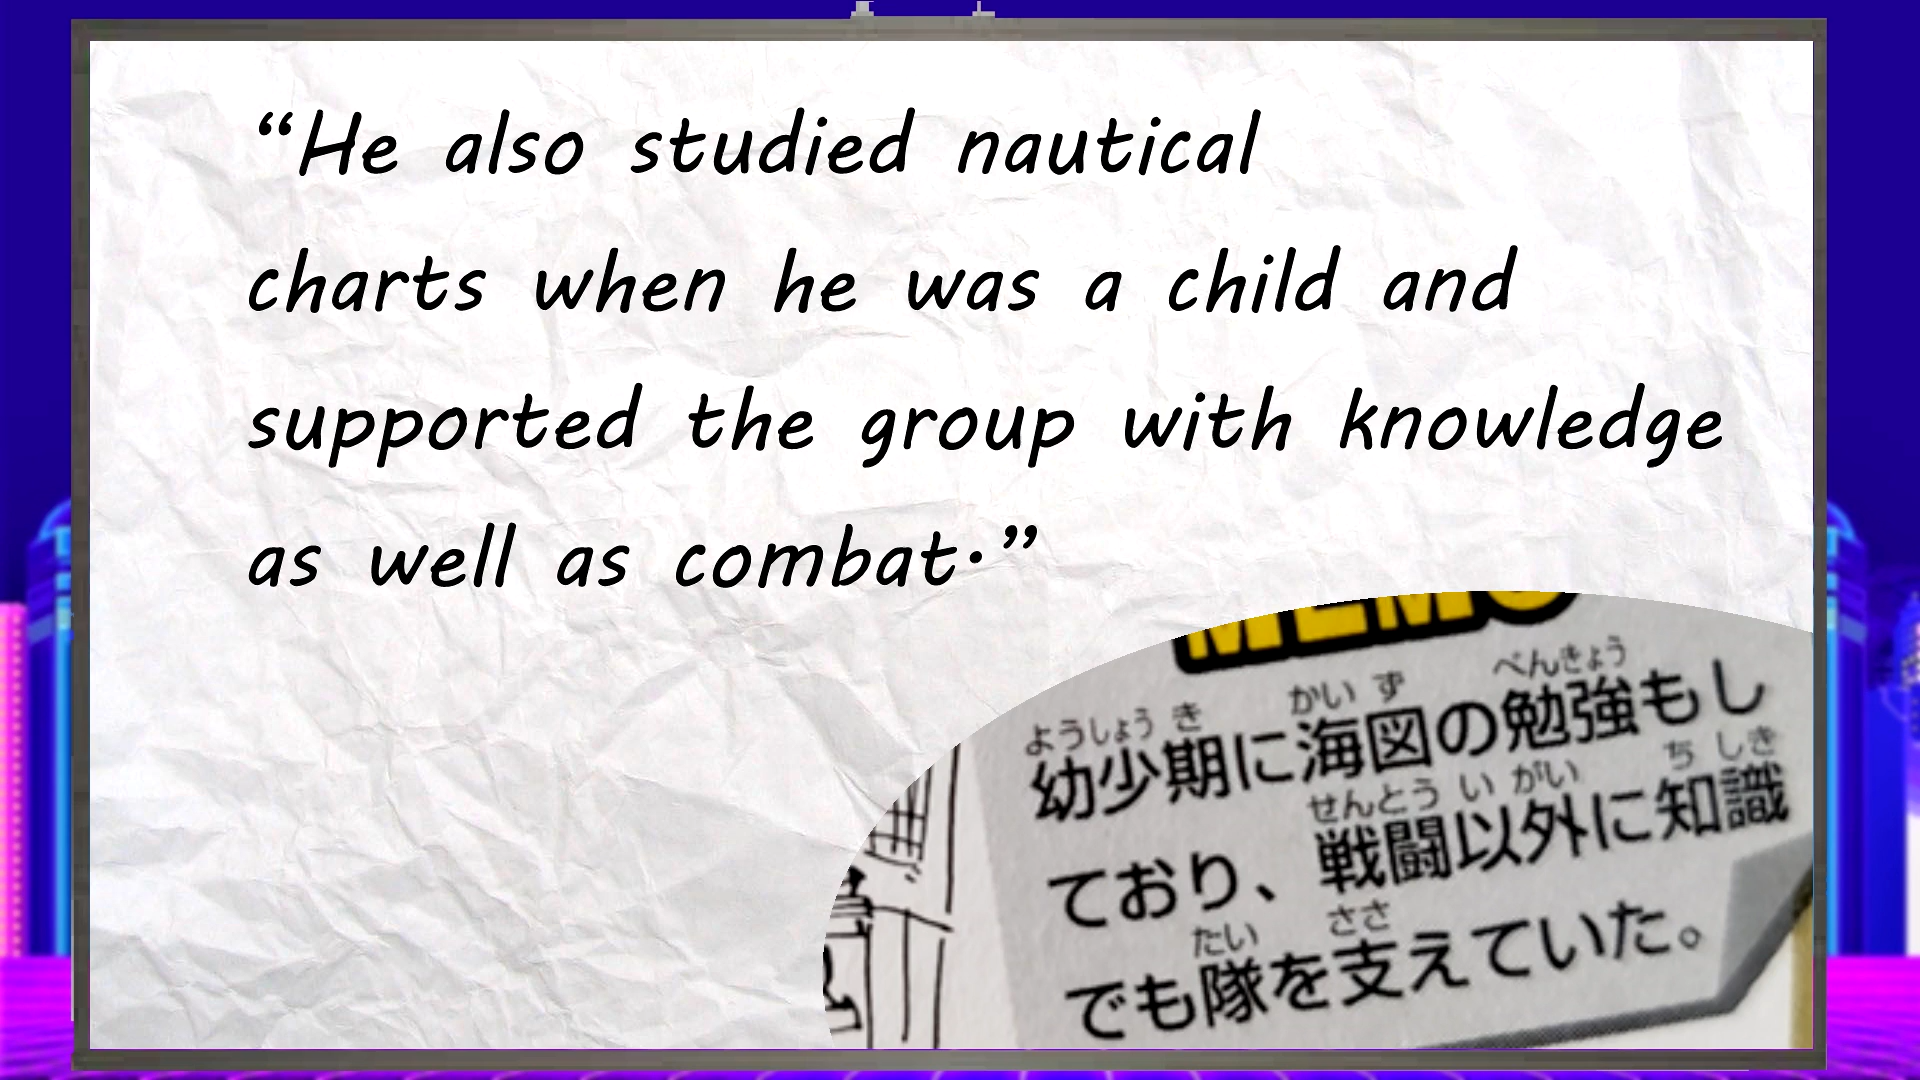 “He also studied nautical
charts when he was a child and
supported the group with knowledge
as well as combat.”
MEMO
ようしょうき かいず べんきょう
幼少期に海図の勉強もし
せんとういがい ちしき
ており、戦闘以外に知識
たい ささ
でも隊を支えていた。